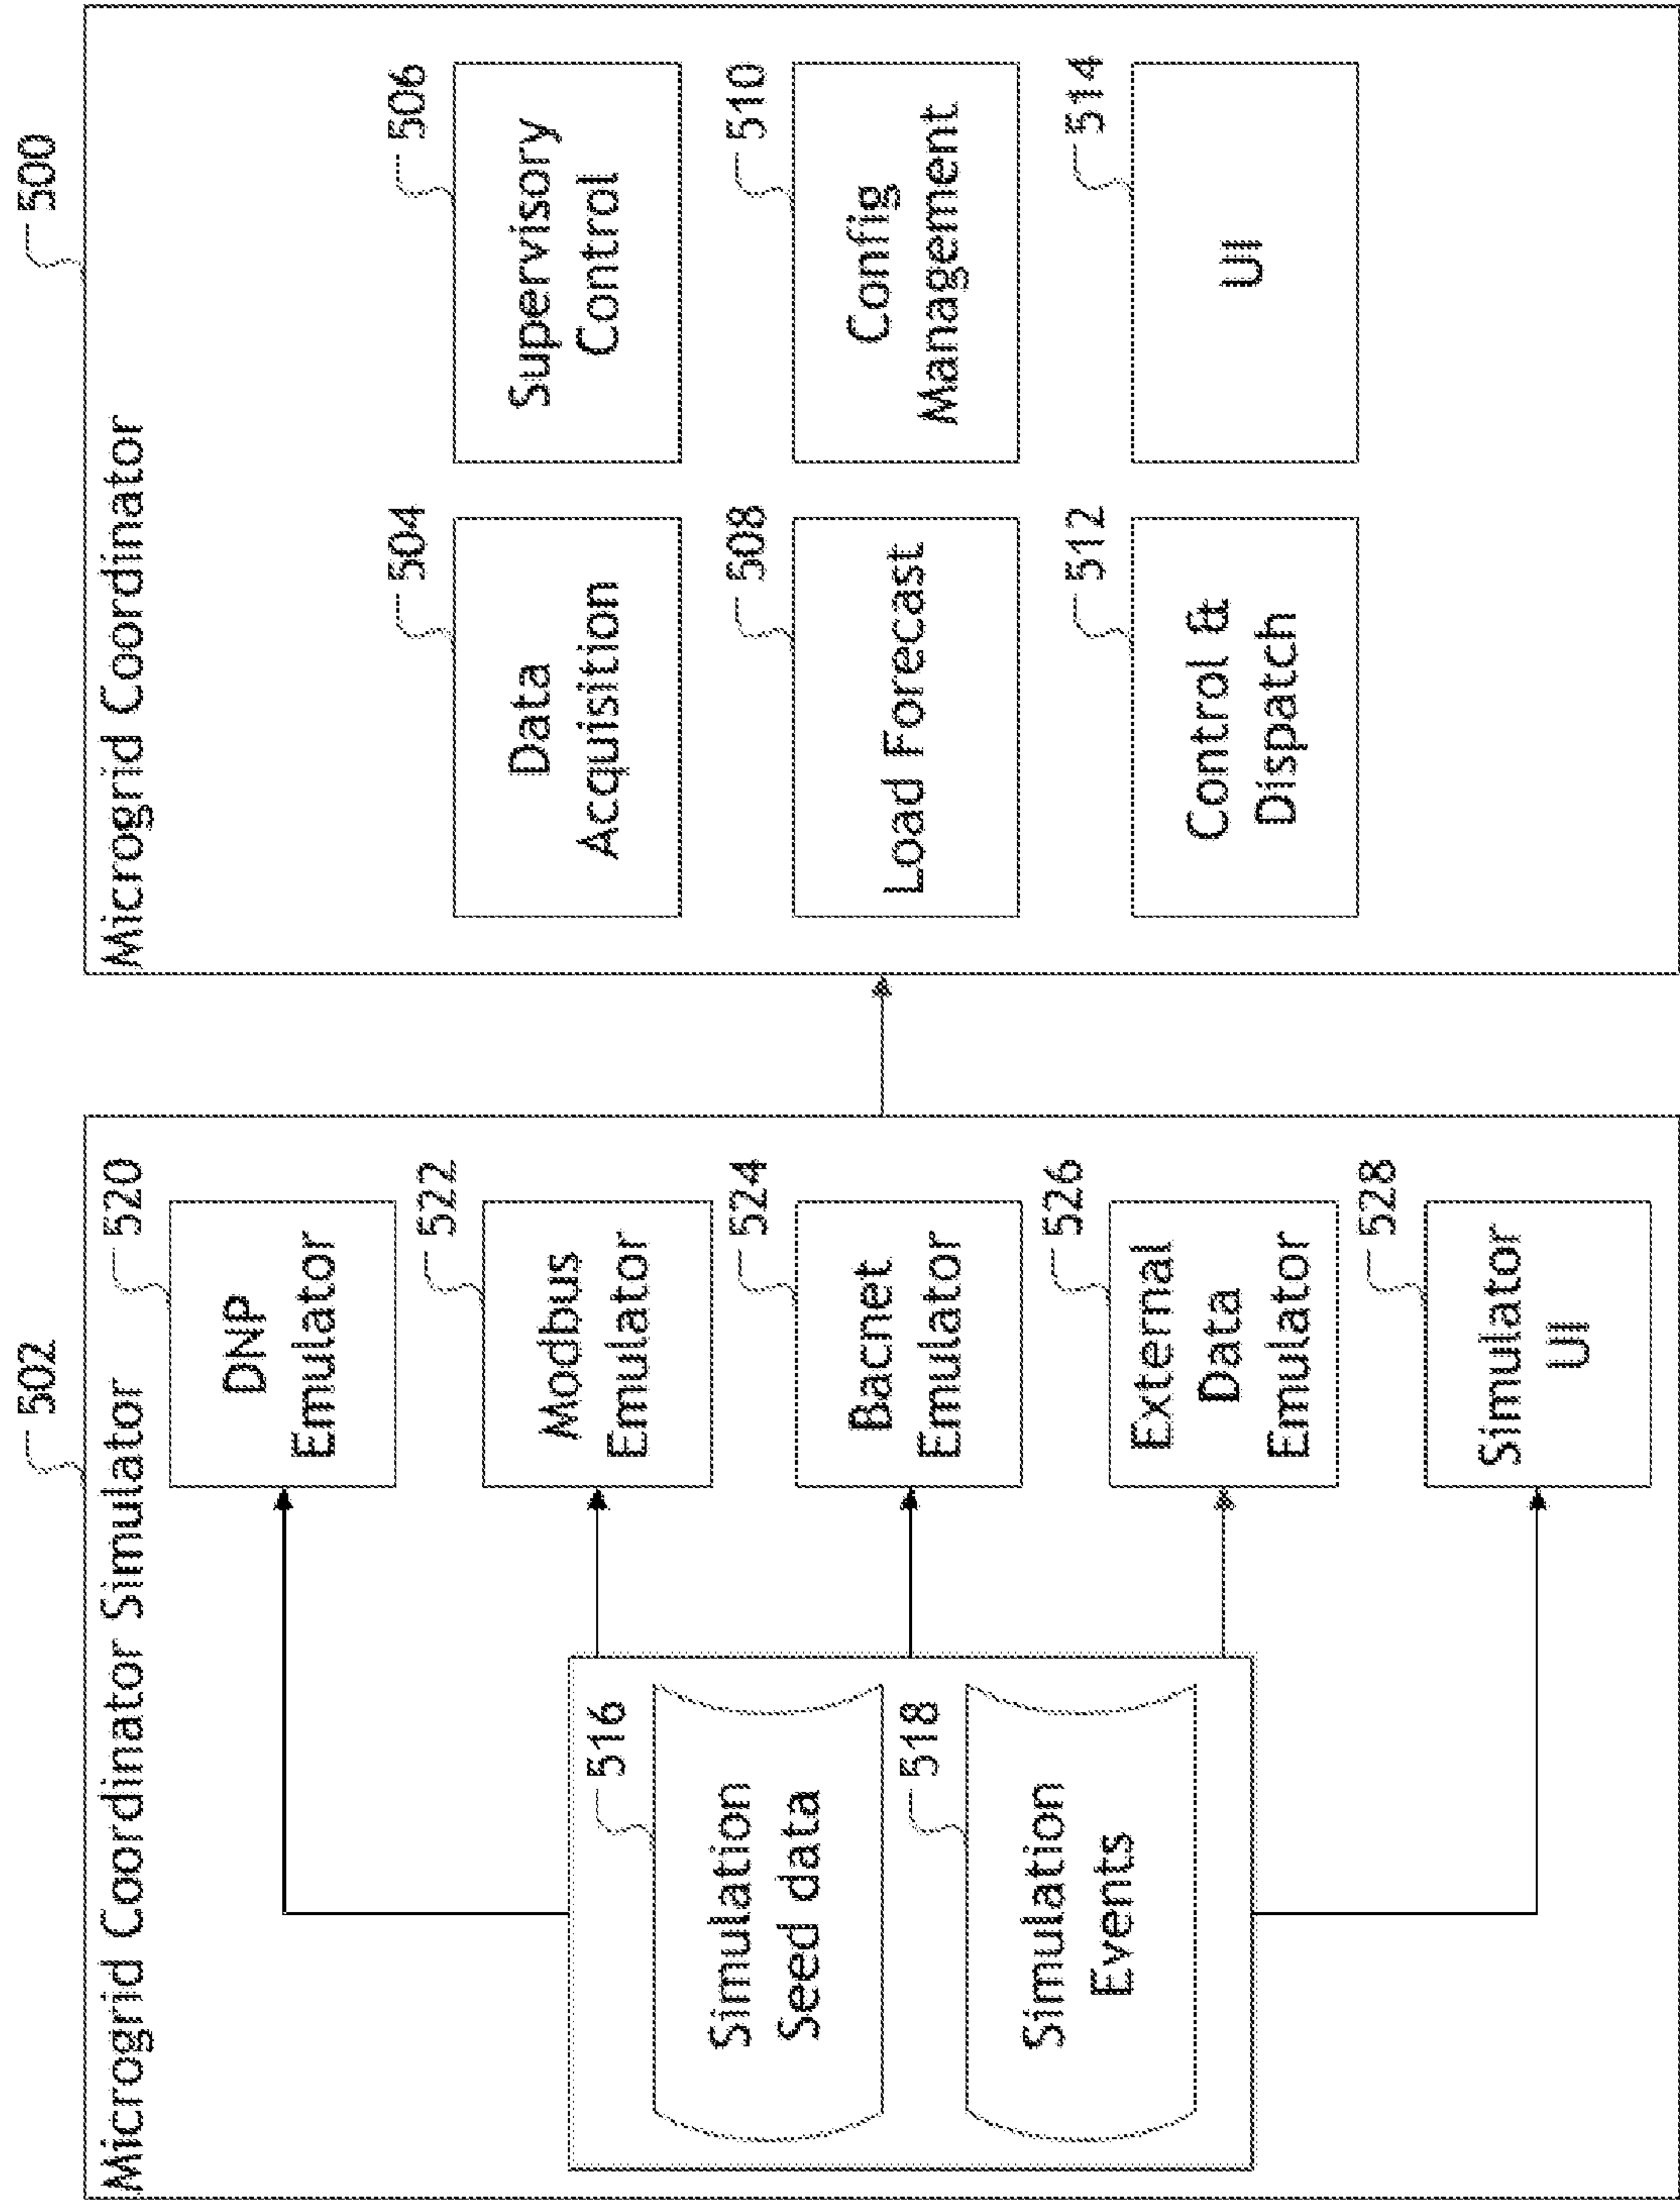 502
Microgrid Coordinator Simulator
516
Simulation
Seed data
518
Simulation
Events
520
DNP
Emulator
522
Modbus
Emulator
524
Bacnet
Emulator
526
External
Data
Emulator
528
Simulator
UI
500
Microgrid Coordinator
504
Data
Acquisition
506
Supervisory
Control
508
Load Forecast
510
Config
Management
512
Control &
Dispatch
514
UI